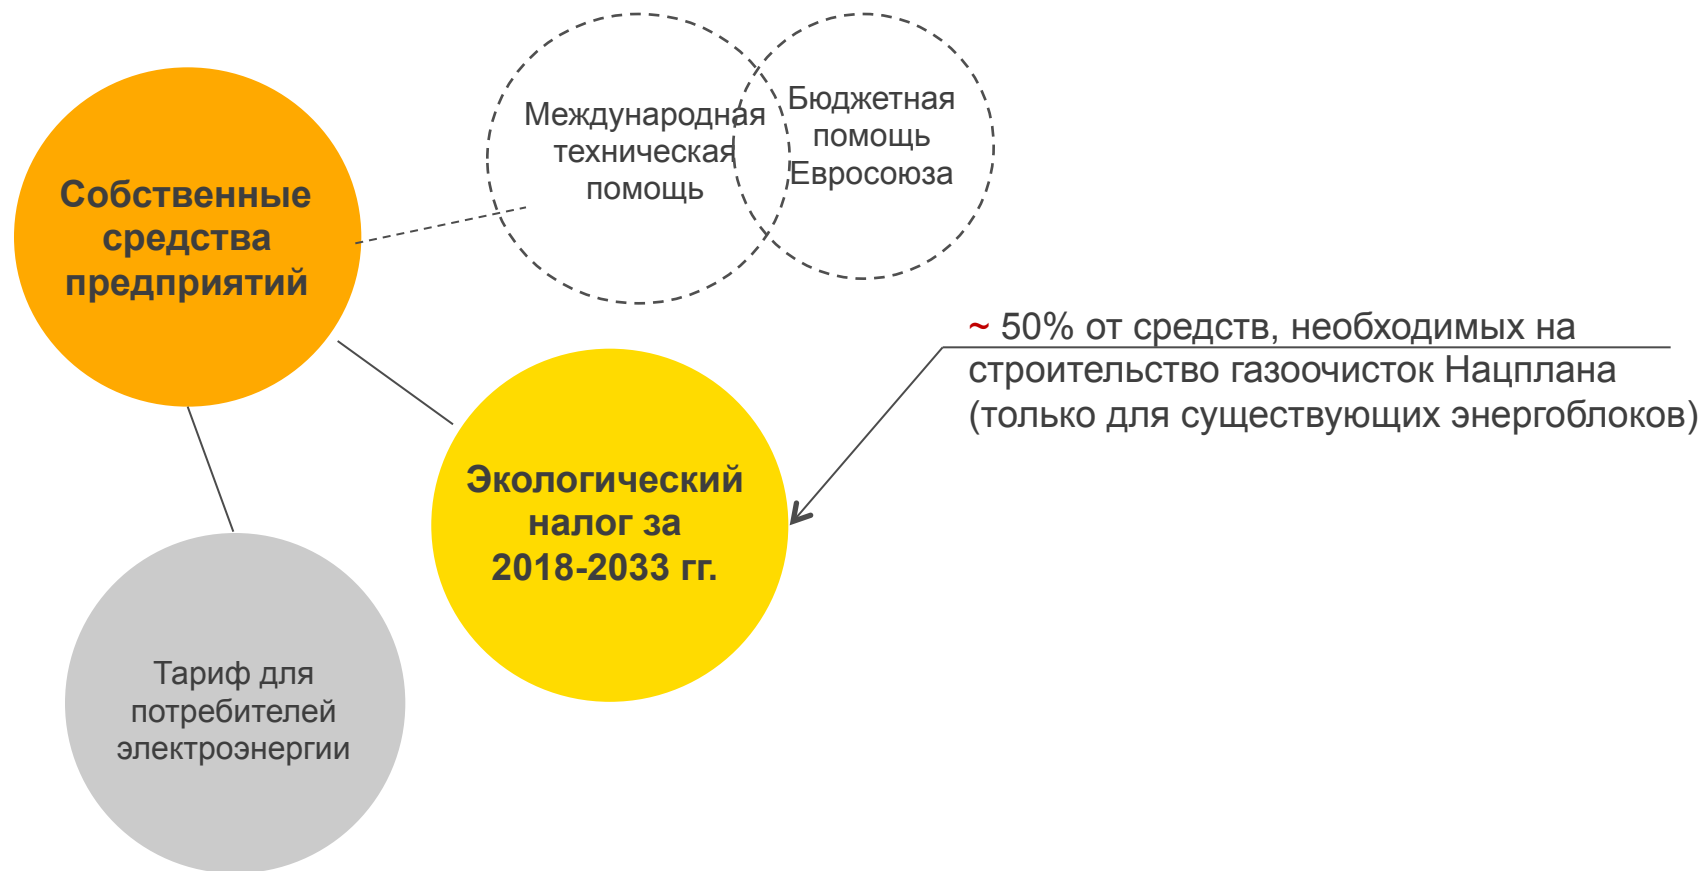 Международная
техническая
помощь
Бюджетная
помощь
Евросоюза
Собственные
средства
предприятий
~ 50% от средств, необходимых на
строительство газоочисток Нацплана
(только для существующих энергоблоков)
Экологический
налог за
2018-2033 гг.
Тариф для
потребителей
электроэнергии